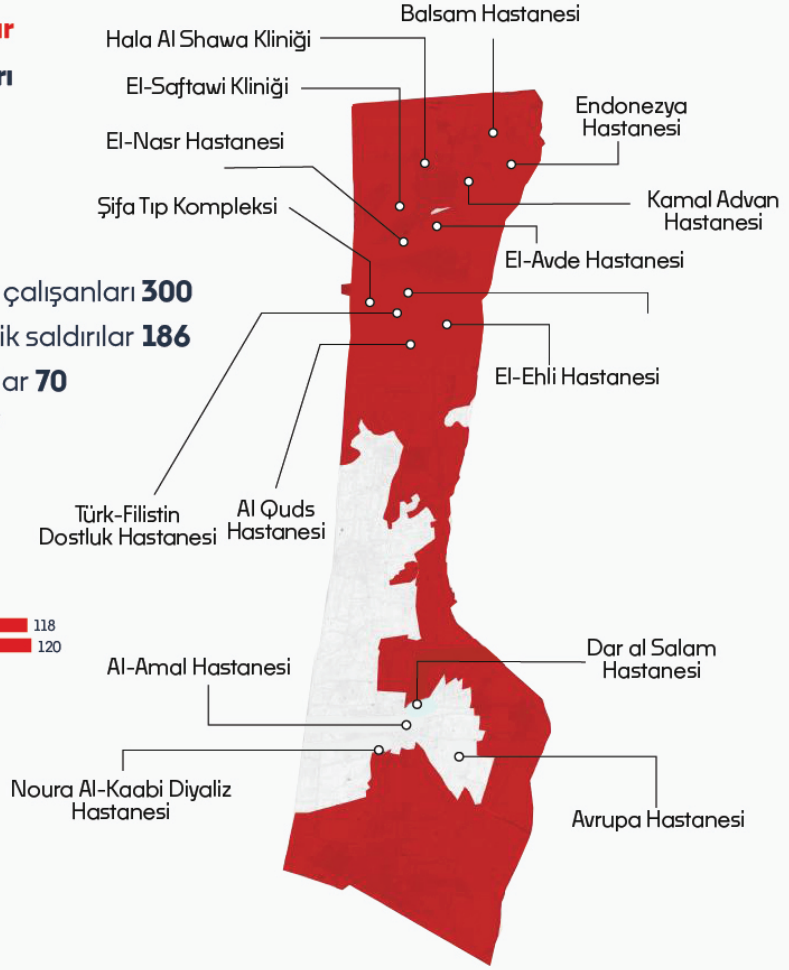 Balsam Hastanesi
Hala Al Shawa Kliniği
El-Saftawi Kliniği
Endonezya
Hastanesi
El-Nasr Hastanesi
Şifa Tıp Kompleksi
Kamal Advan
Hastanesi
El-Avde Hastanesi
çalışanları 300
ik saldırılar 186
ar 70
El-Ehli Hastanesi
Türk-Filistin
Dostluk Hastanesi
Al Quds
Hastanesi
118
120
Dar al Salam
Hastanesi
Al-Amal Hastanesi
Noura Al-Kaabi Diyaliz
Hastanesi
Avrupa Hastanesi